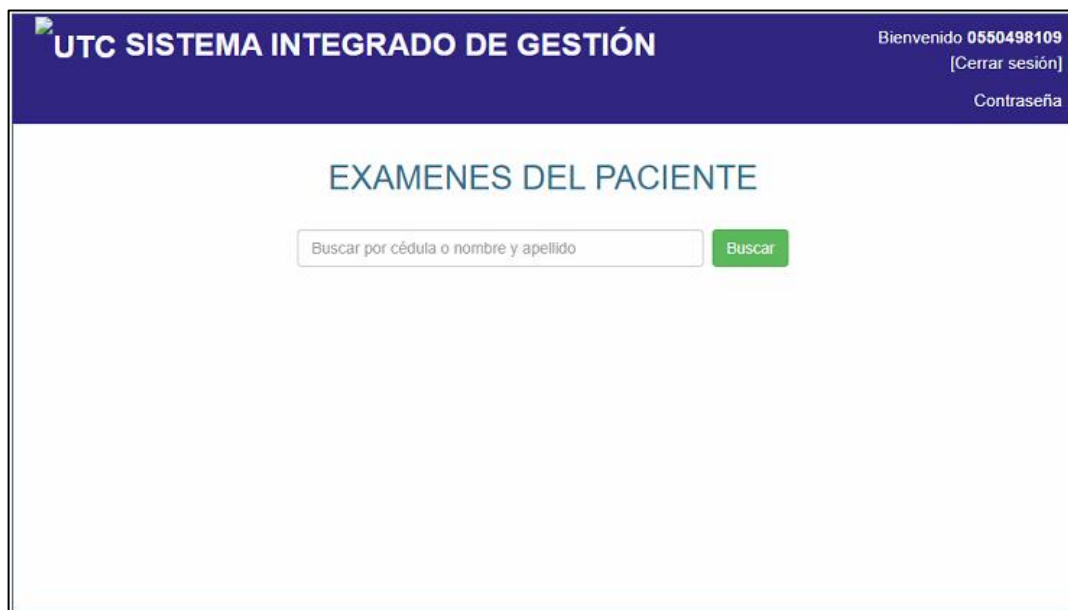 UTC SISTEMA INTEGRADO DE GESTIÓN
Bienvenido 0550498109
[Cerrar sesión]
Contraseña
EXAMENES DEL PACIENTE
Buscar por cédula o nombre y apellido
Buscar